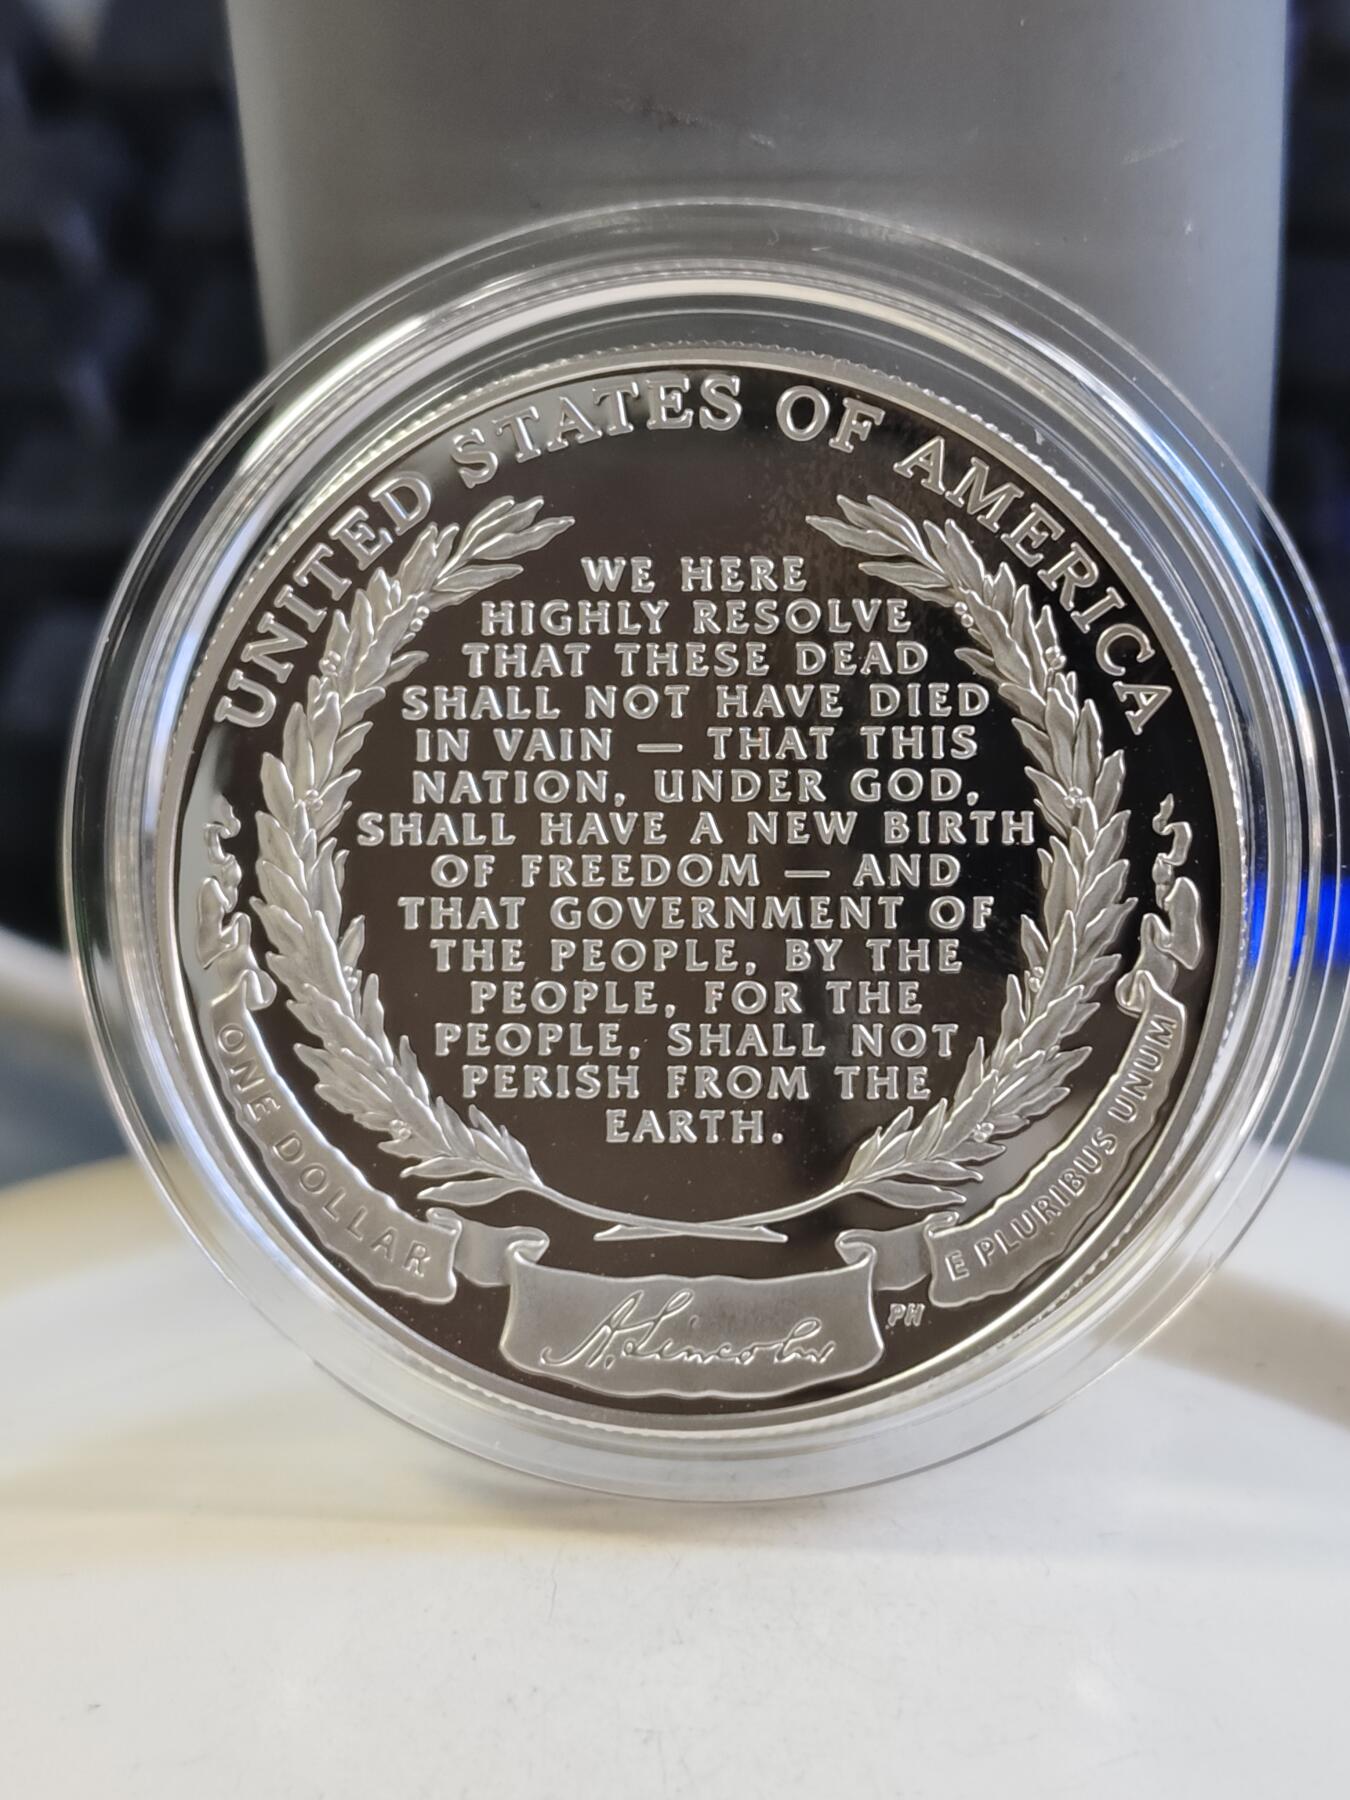 UNITED STATES OF AMERICA
WE HERE
HIGHLY RESOLVE
THAT THESE DEAD
SHALL NOT HAVE DIED
IN VAIN — THAT THIS
NATION, UNDER GOD,
SHALL HAVE A NEW BIRTH
OF FREEDOM — AND
THAT GOVERNMENT OF
THE PEOPLE, BY THE
PEOPLE, FOR THE
PEOPLE, SHALL NOT
PERISH FROM THE
EARTH.
ONE DOLLAR
A. Lincoln
PH
E PLURIBUS UNUM